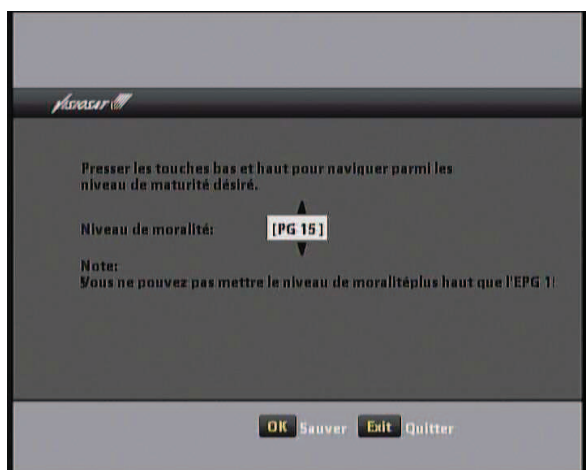 VISIOSAT
Presser les touches bas et haut pour naviguer parmi les
niveau de maturité désiré.
Niveau de moralité: [PG 15]
Note:
Vous ne pouvez pas mettre le niveau de moralitéplus haut que l'EPG 1
OK Sauver Exit Quitter